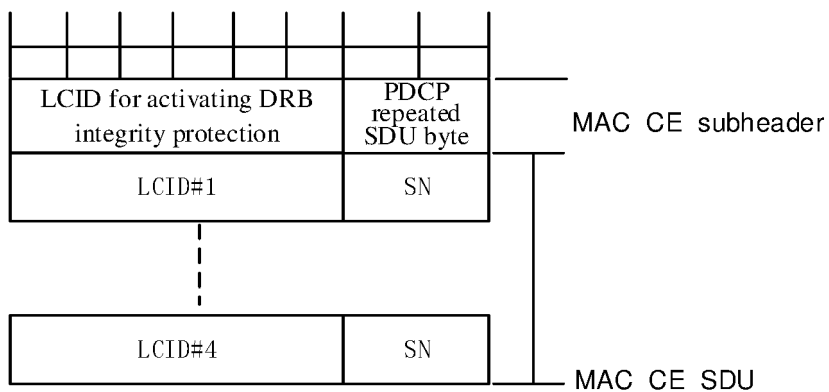 LCID for activating DRB
integrity protection
PDCP
repeated
SDU byte
MAC CE subheader
LCID#1
SN
LCID#4
SN
MAC CE SDU